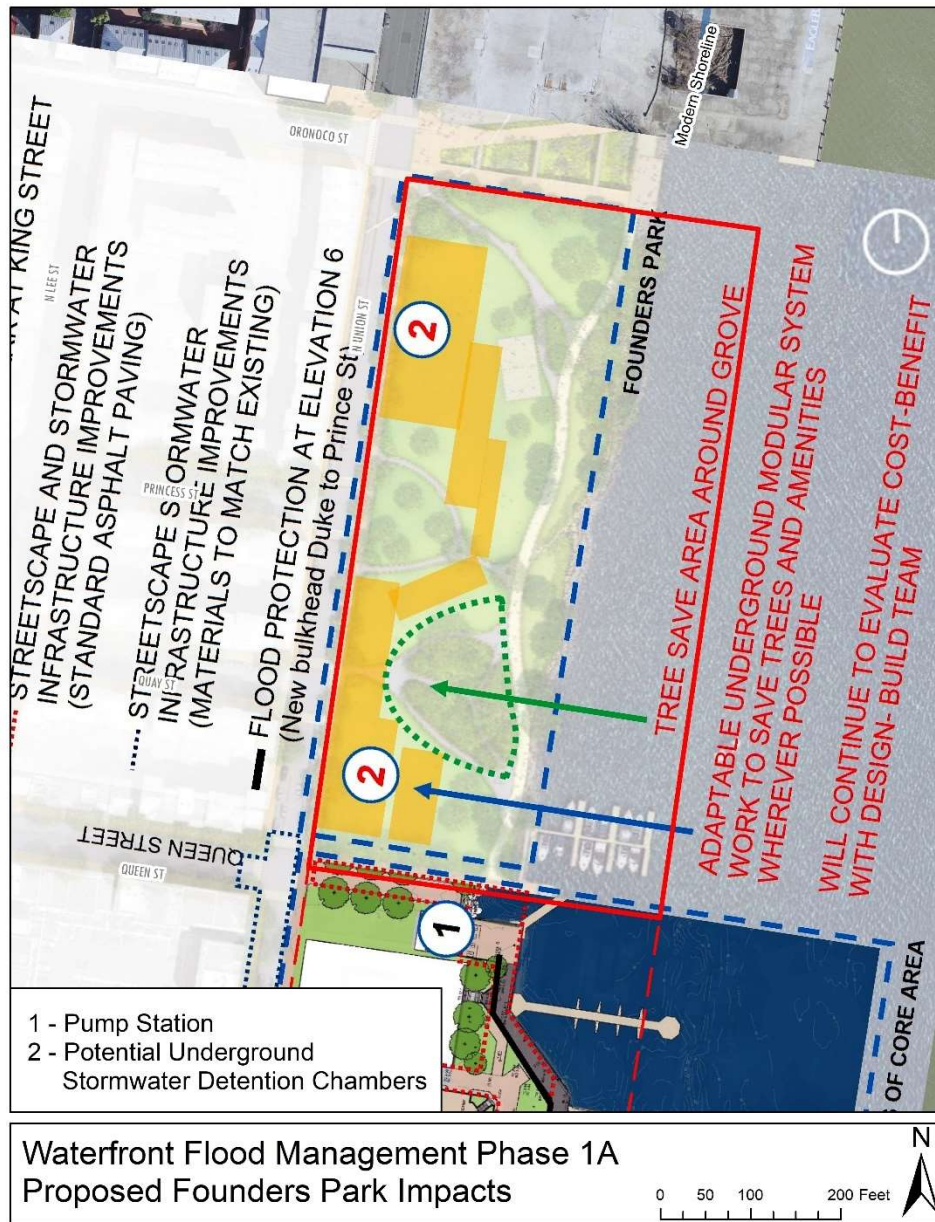 Modern Shoreline
ORONOCO ST
AT KING STREET
N LEE ST
STREETSCAPE AND STORMWATER
INFRASTRUCTURE IMPROVEMENTS
(STANDARD ASPHALT PAVING)
STREETSCAPE STORMWATER
INFRASTRUCTURE IMPROVEMENTS
(MATERIALS TO MATCH EXISTING)
FLOOD PROTECTION AT ELEVATION 6
(New bulkhead Duke to Prince St)
N UNION ST
PRINCESS ST
QUAY ST
QUEEN STREET
QUEEN ST
2
2
1
FOUNDERS PARK
TREE SAVE AREA AROUND GROVE
ADAPTABLE UNDERGROUND MODULAR SYSTEM
WORK TO SAVE TREES AND AMENITIES
WHEREVER POSSIBLE
WILL CONTINUE TO EVALUATE COST-BENEFIT
WITH DESIGN- BUILD TEAM
S OF CORE AREA
1 - Pump Station
2 - Potential Underground
Stormwater Detention Chambers
Waterfront Flood Management Phase 1A
Proposed Founders Park Impacts
0 50 100 200 Feet
N